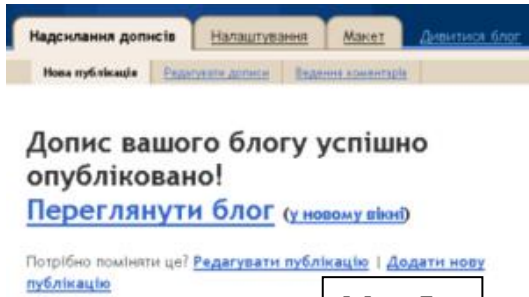 Надсилання дописів Налаштування Макет Дивитися блог
Нова публікація Редагувати дописи Ведення коментарів
Допис вашого блогу успішно
опубліковано!
Переглянути блог (у новому вікні)
Потрібно поміняти це? Редагувати публікацію | Додати нову
публікацію